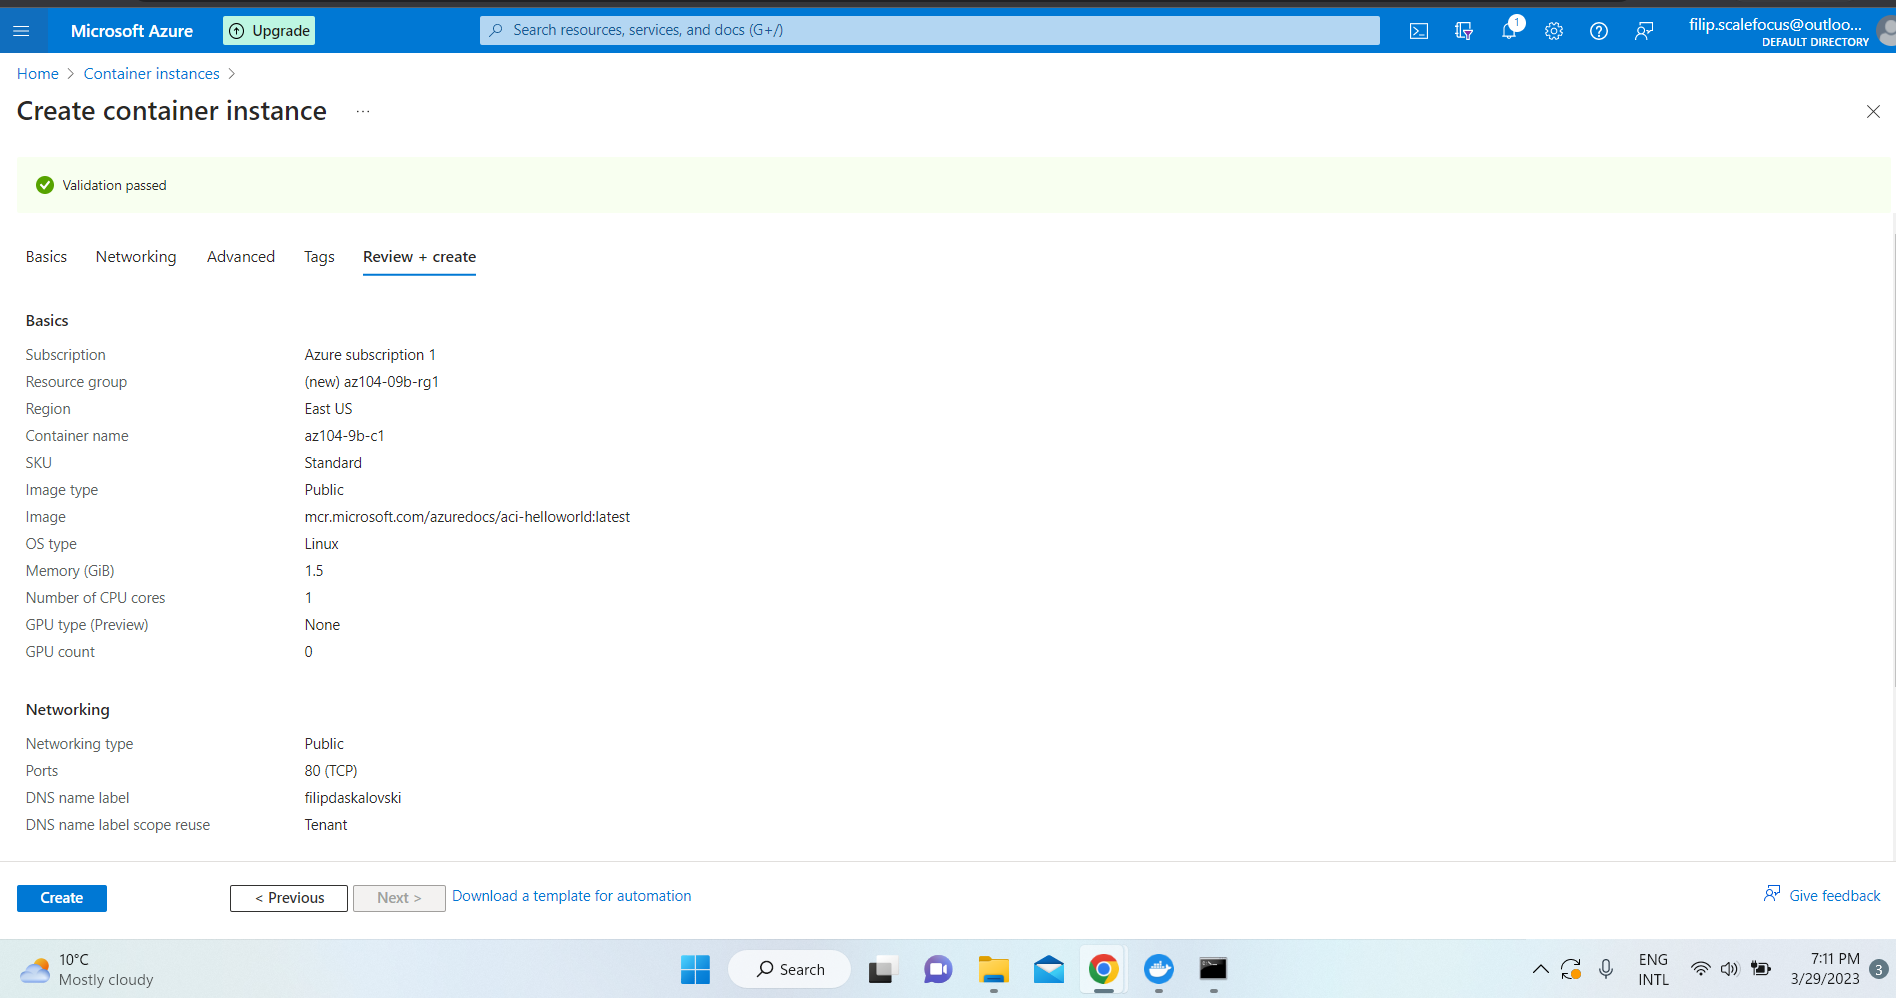 Microsoft Azure
Upgrade
Search resources, services, and docs (G+/)
1
filip.scalefocus@outloo...
DEFAULT DIRECTORY
Home > Container instances >
Create container instance ...
Validation passed
Basics Networking Advanced Tags Review + create
Basics
Subscription Azure subscription 1
Resource group (new) az104-09b-rg1
Region East US
Container name az104-9b-c1
SKU Standard
Image type Public
Image mcr.microsoft.com/azuredocs/aci-helloworld:latest
OS type Linux
Memory (GiB) 1.5
Number of CPU cores 1
GPU type (Preview) None
GPU count 0
Networking
Networking type Public
Ports 80 (TCP)
DNS name label filipdaskalovski
DNS name label scope reuse Tenant
Create < Previous Next > Download a template for automation Give feedback
10°C
Mostly cloudy
Search
ENG
INTL
7:11 PM
3/29/2023
3